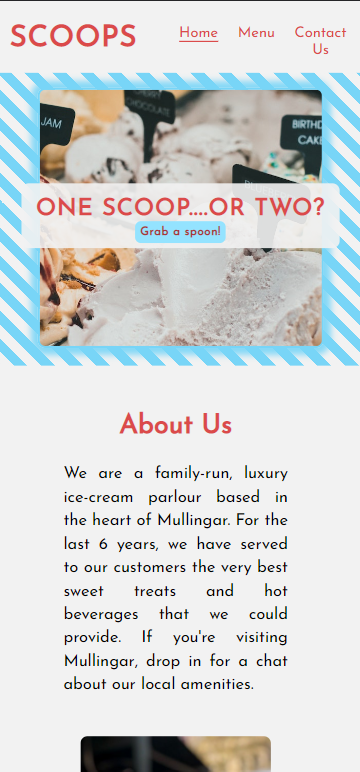 SCOOPS
Home Menu Contact
Us
JAM
CHOCOLATE
BIRTHD
CAKE
ONE SCOOP....OR TWO?
Grab a spoon!
About Us
We are a family-run, luxury
ice-cream parlour based in
the heart of Mullingar. For the
last 6 years, we have served
to our customers the very best
sweet treats and hot
beverages that we could
provide. If you're visiting
Mullingar, drop in for a chat
about our local amenities.